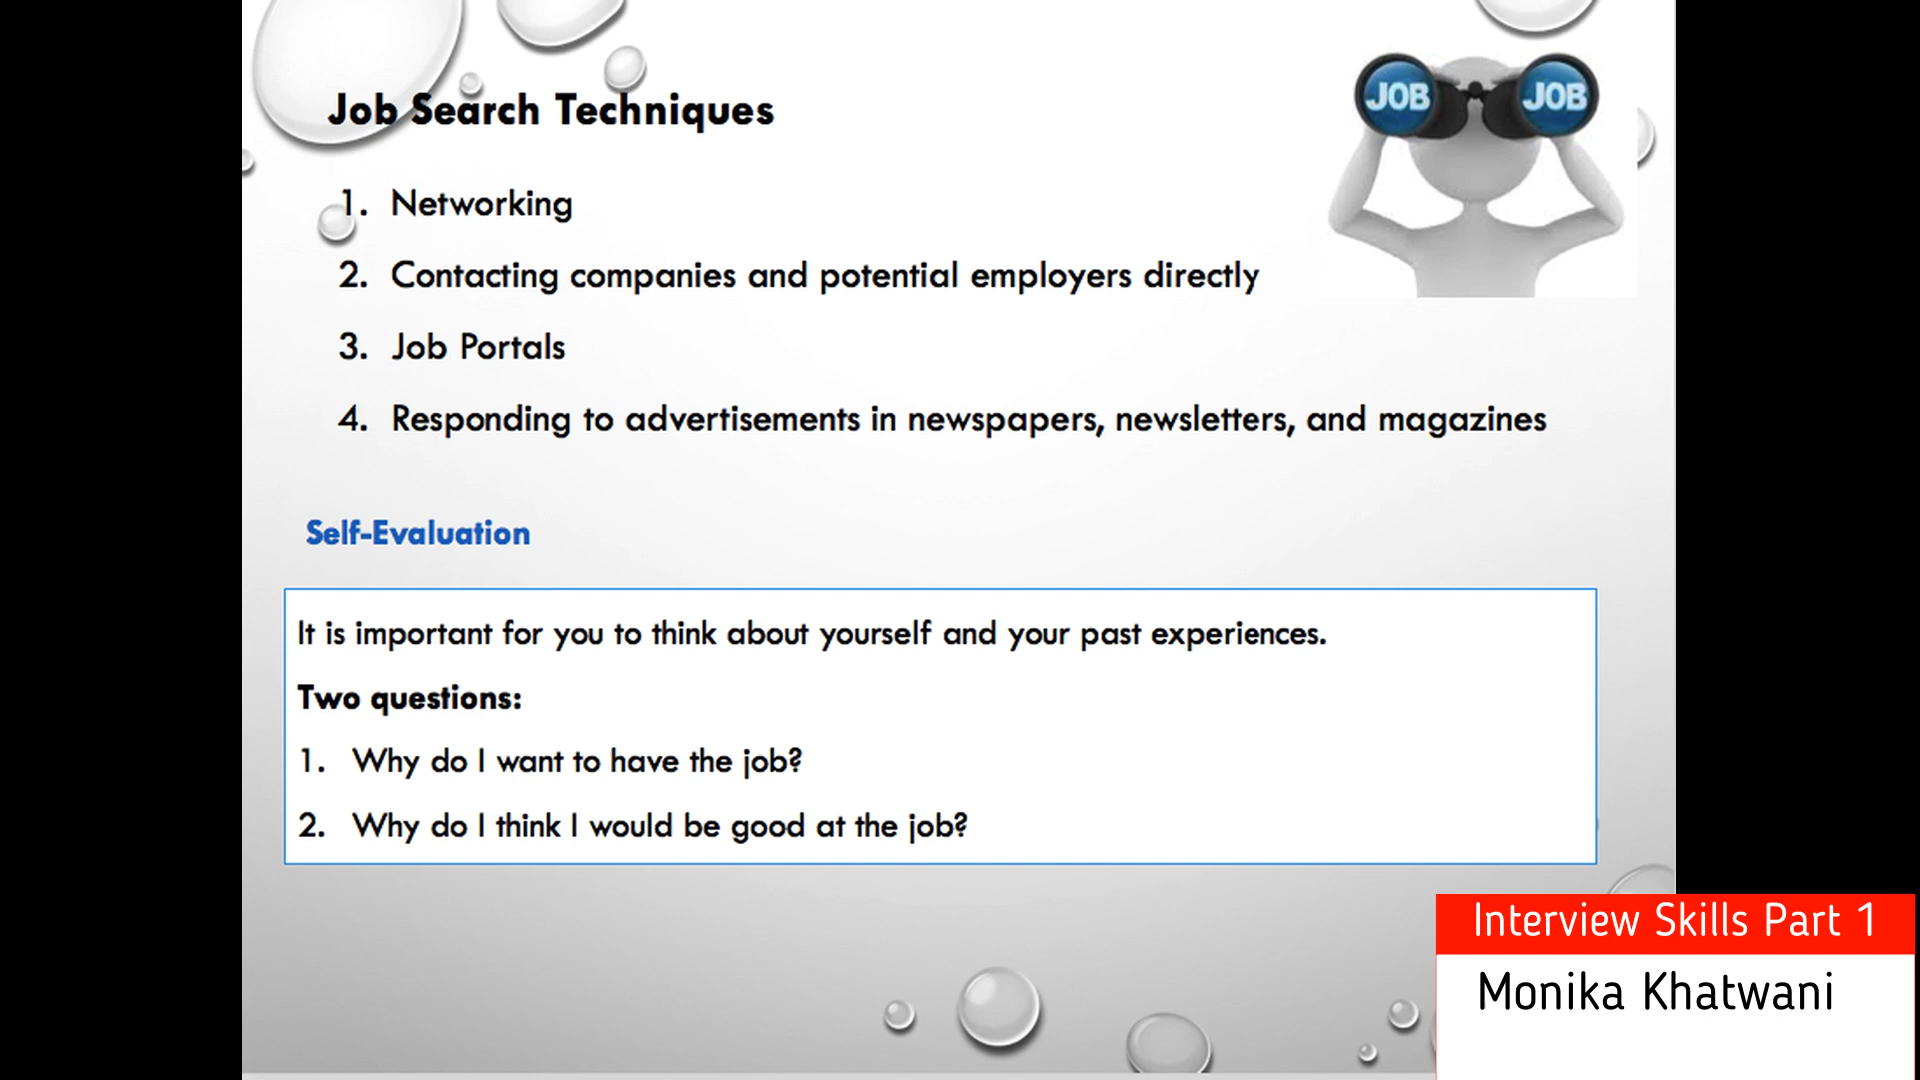 Job Search Techniques
JOB JOB
1. Networking
2. Contacting companies and potential employers directly
3. Job Portals
4. Responding to advertisements in newspapers, newsletters, and magazines
Self-Evaluation
It is important for you to think about yourself and your past experiences.
Two questions:
1. Why do I want to have the job?
2. Why do I think I would be good at the job?
Interview Skills Part 1
Monika Khatwani